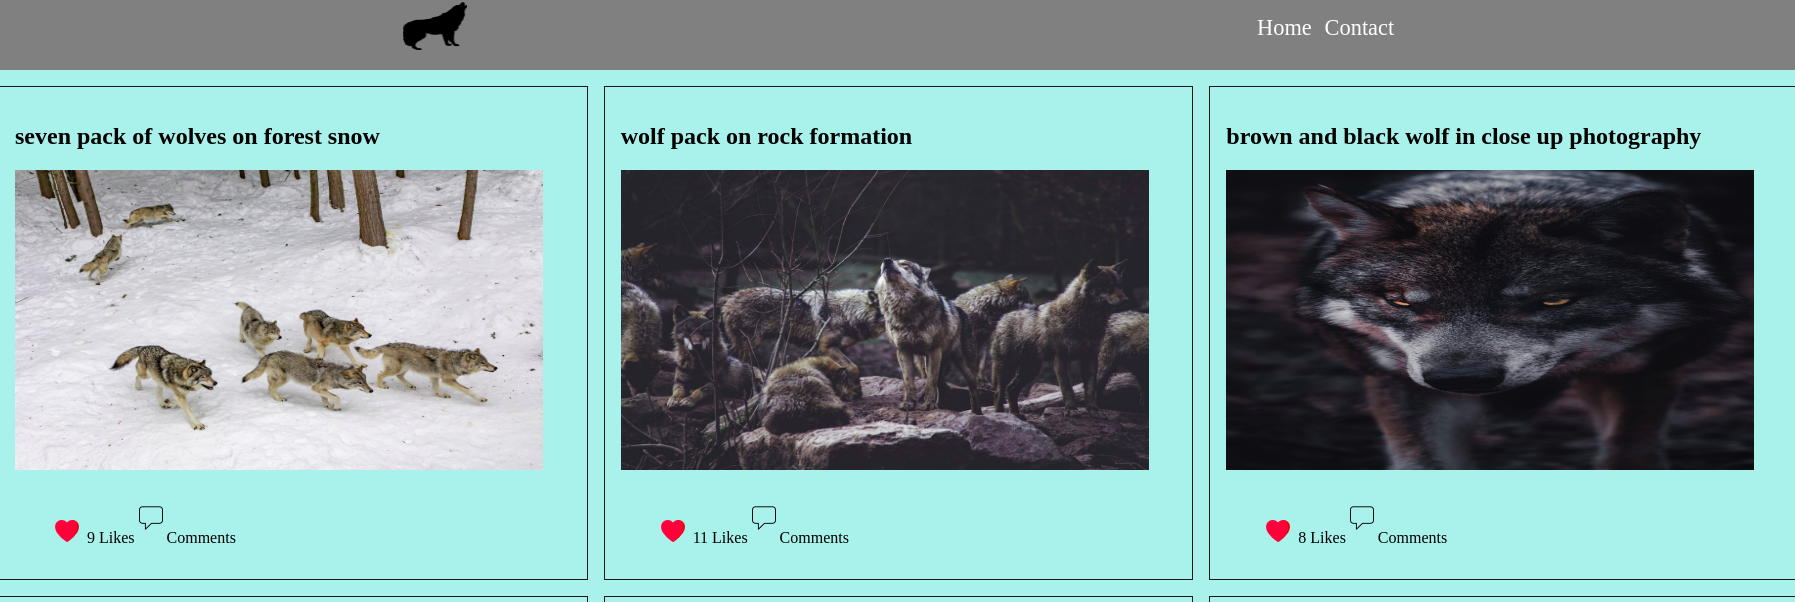 Home Contact
seven pack of wolves on forest snow
9 Likes Comments
wolf pack on rock formation
11 Likes Comments
brown and black wolf in close up photography
8 Likes Comments